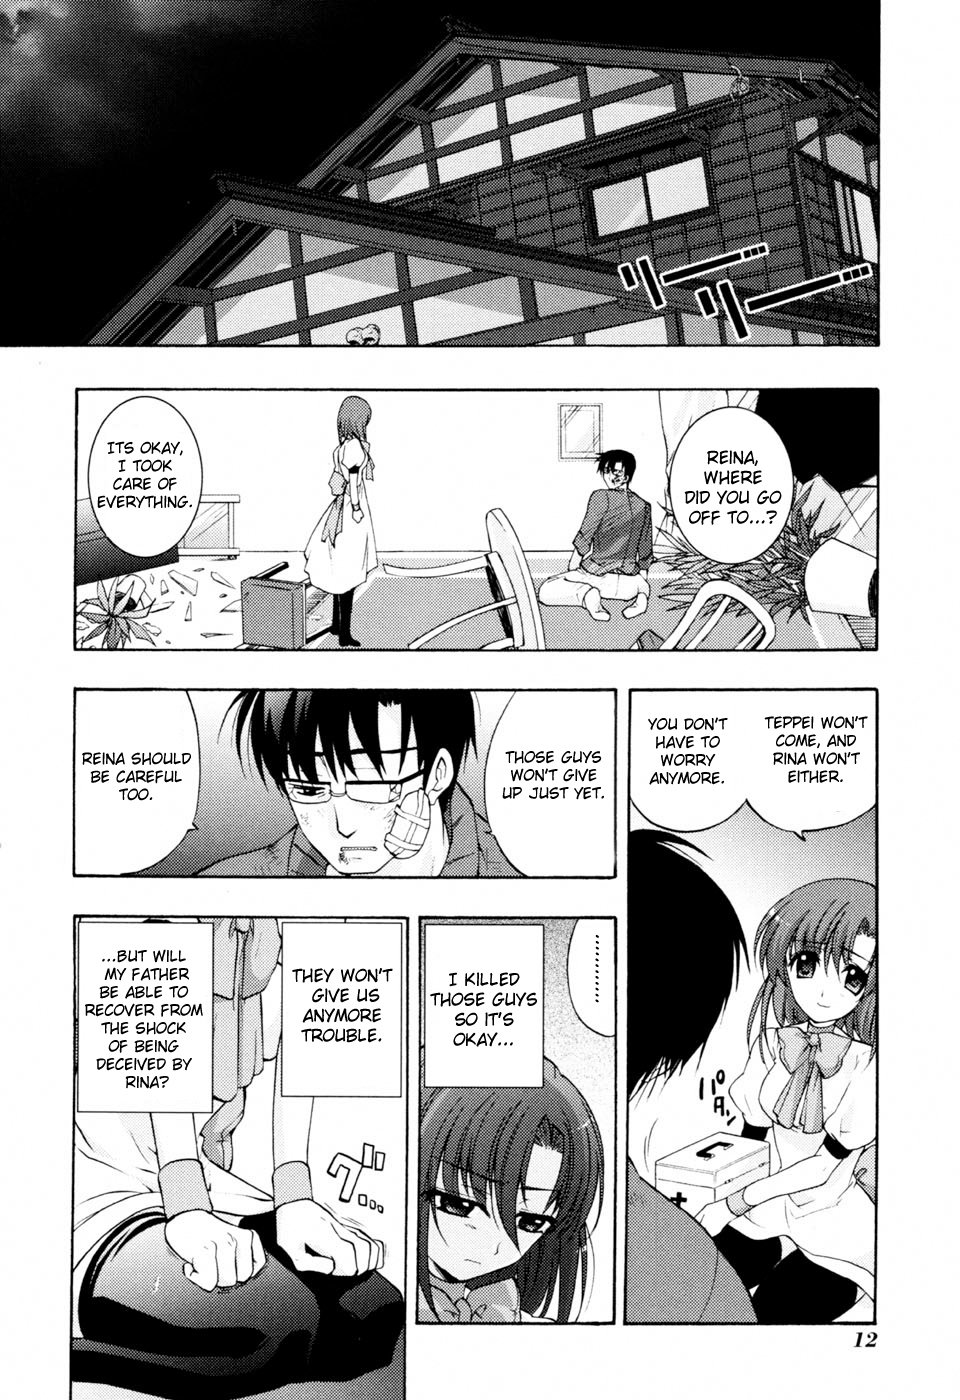 リー……
リー……
REINA,
WHERE
DID YOU GO
OFF TO...?
ITS OKAY,
I TOOK
CARE OF
EVERYTHING.
TEPPEI WON'T
COME, AND
RINA WON'T
EITHER.
YOU DON'T
HAVE TO
WORRY
ANYMORE.
パタン
THOSE GUYS
WON'T GIVE
UP JUST YET.
REINA SHOULD
BE CAREFUL
TOO.
..........
I KILLED
THOSE GUYS
SO IT'S
OKAY...
THEY WON'T
GIVE US
ANYMORE
TROUBLE.
...BUT WILL
MY FATHER
BE ABLE TO
RECOVER FROM
THE SHOCK
OF BEING
DECEIVED BY
RINA?
グ…
12